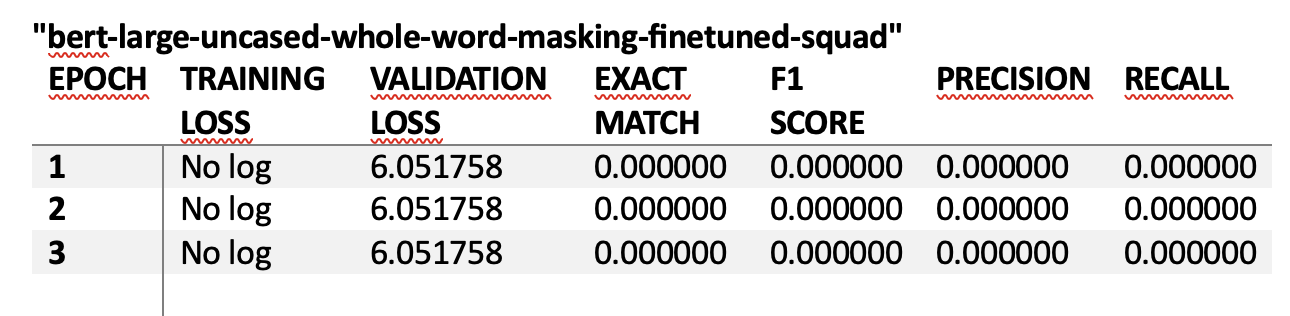 "bert-large-uncased-whole-word-masking-finetuned-squad"
EPOCH TRAINING LOSS VALIDATION LOSS EXACT MATCH F1 SCORE PRECISION RECALL
1 No log 6.051758 0.000000 0.000000 0.000000 0.000000
2 No log 6.051758 0.000000 0.000000 0.000000 0.000000
3 No log 6.051758 0.000000 0.000000 0.000000 0.000000